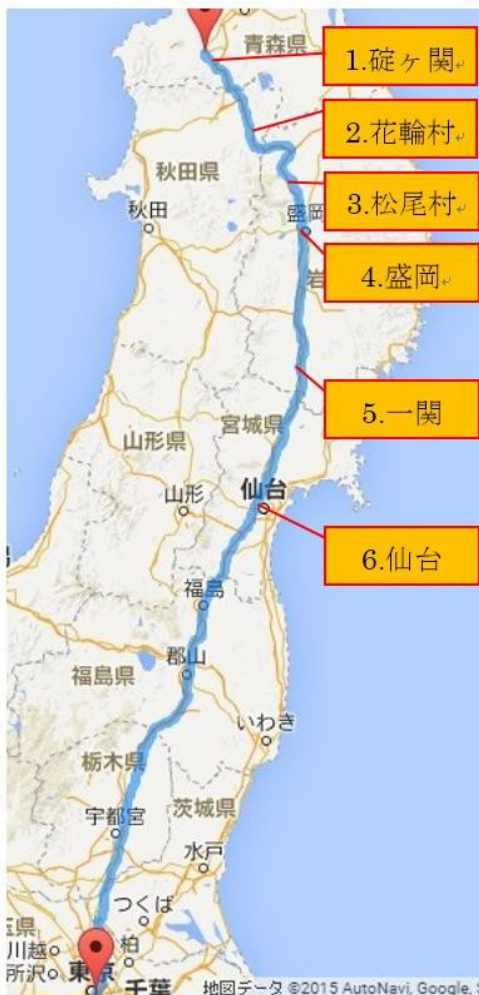 青森県
1.碇ヶ関
2.花輪村
秋田県
秋田
3.松尾村
盛岡
4.盛岡
岩
5.一関
宮城県
山形県
仙台
山形
6.仙台
福島
郡山
福島県
いわき
栃木県
茨城県
宇都宮
水戸
玉県
つくば
川越
柏
所沢
東京
千葉
地図データ ©2015 AutoNavi, Google, S